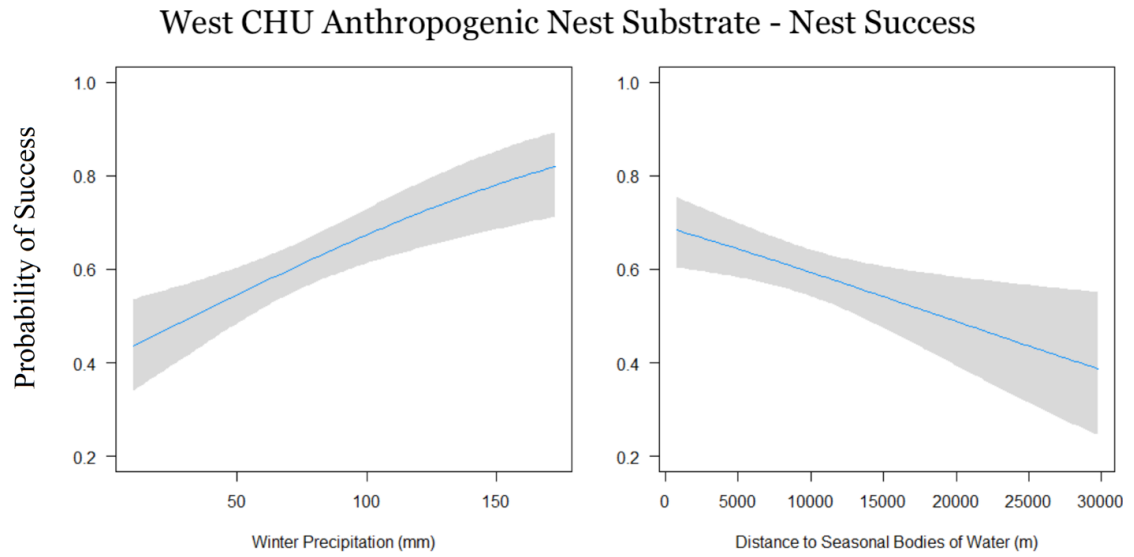 West CHU Anthropogenic Nest Substrate - Nest Success
Probability of Success
1.0
0.8
0.6
0.4
0.2
50 100 150
Winter Precipitation (mm)
1.0
0.8
0.6
0.4
0.2
0 5000 10000 15000 20000 25000 30000
Distance to Seasonal Bodies of Water (m)